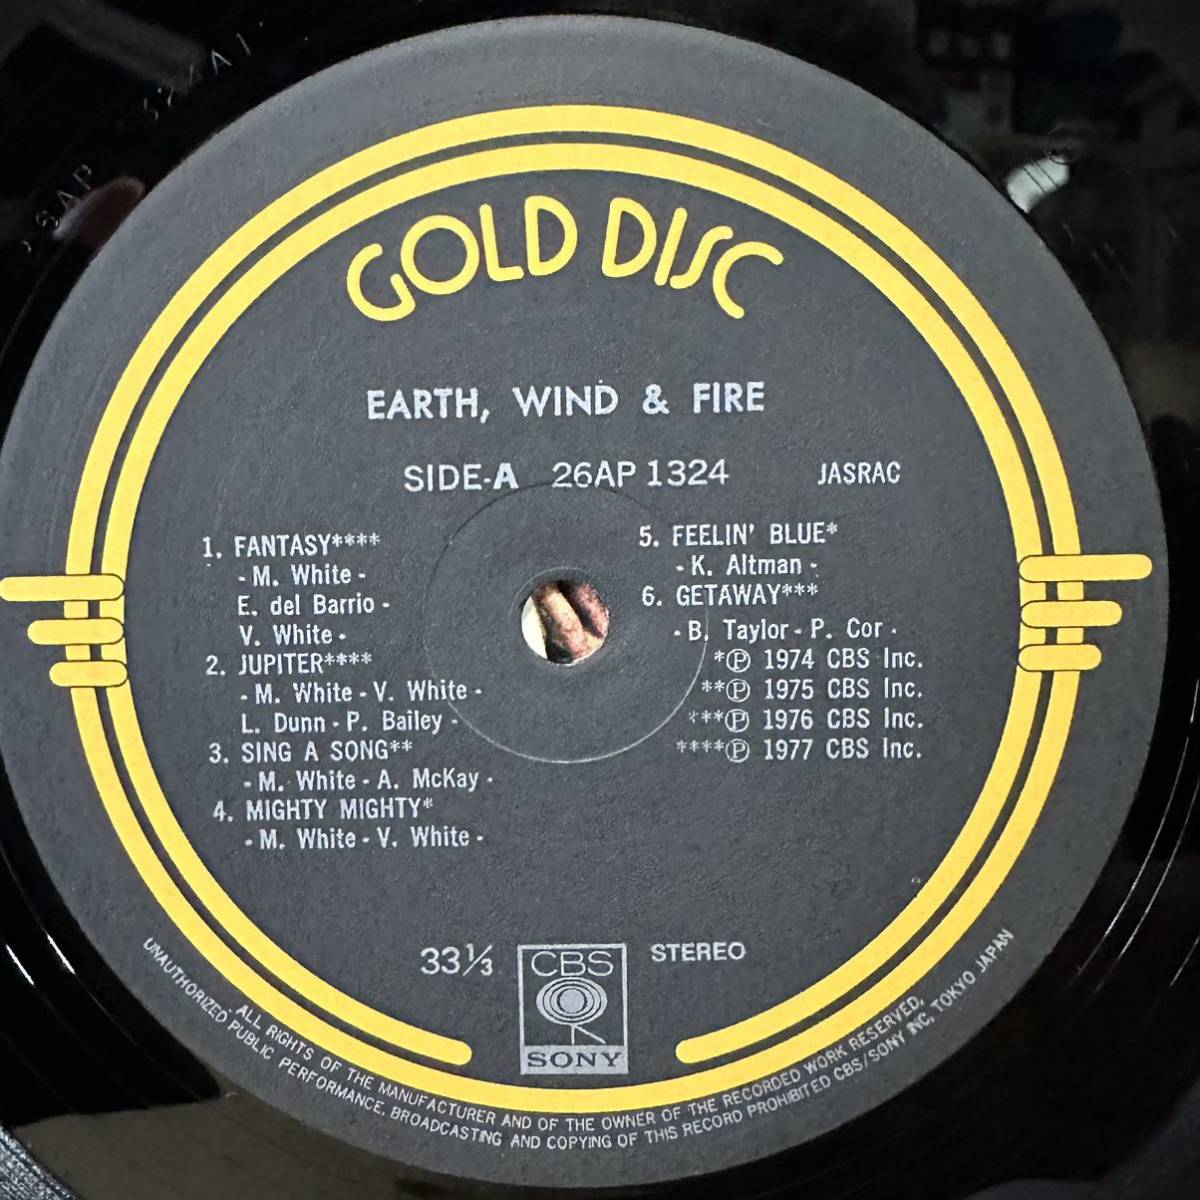 GOLD DISC
EARTH, WIND & FIRE
SIDE-A 26AP 1324 JASRAC
1. FANTASY****
- M. White -
E. del Barrio -
V. White -
2. JUPITER****
- M. White - V. White -
L. Dunn - P. Bailey -
3. SING A SONG**
- M. White - A. McKay -
4. MIGHTY MIGHTY*
- M. White - V. White -
5. FEELIN' BLUE*
- K. Altman -
6. GETAWAY***
- B. Taylor - P. Cor -
*Ⓟ 1974 CBS Inc.
**Ⓟ 1975 CBS Inc.
***Ⓟ 1976 CBS Inc.
****Ⓟ 1977 CBS Inc.
33⅓ STEREO
CBS
SONY
ALL RIGHTS OF THE MANUFACTURER AND OF THE OWNER OF THE RECORDED WORK RESERVED,
UNAUTHORIZED PUBLIC PERFORMANCE, BROADCASTING AND COPYING OF THIS RECORD PROHIBITED CBS/SONY INC, TOKYO JAPAN